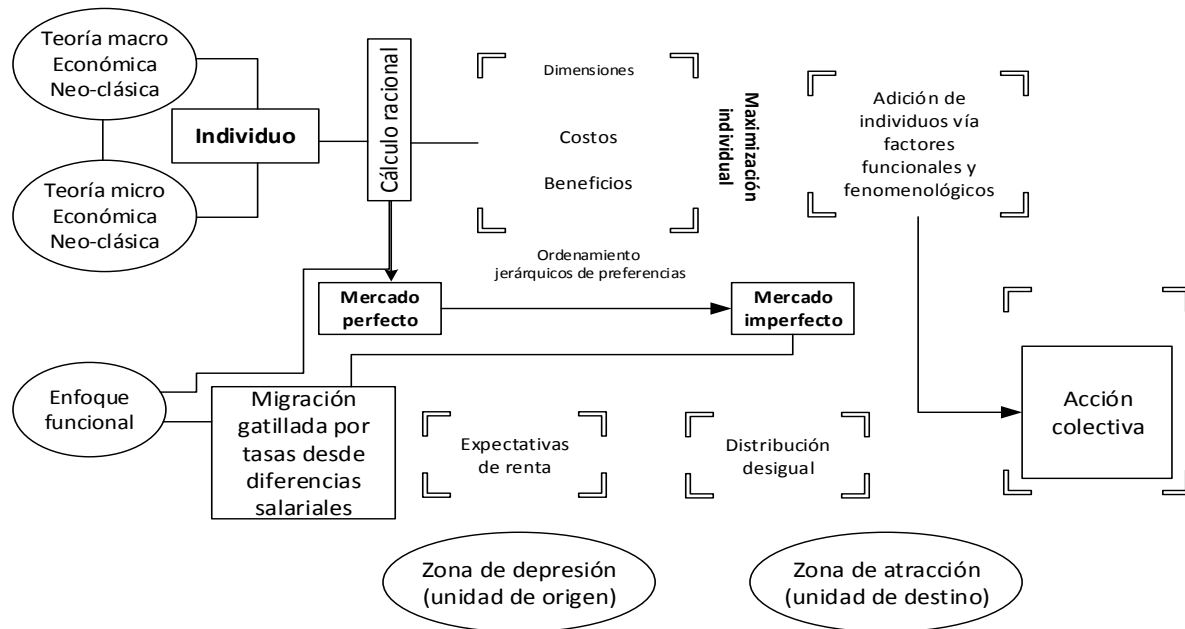 Teoría macro
Económica
Neo-clásica
Individuo
Teoría micro
Económica
Neo-clásica
Cálculo racional
Dimensiones
Costos
Beneficios
Maximización
individual
Adición de
individuos vía
factores
funcionales y
fenomenológicos
Ordenamiento
jerárquicos de preferencias
Mercado
perfecto
Mercado
imperfecto
Enfoque
funcional
Migración
gatillada por
tasas desde
diferencias
salariales
Expectativas
de renta
Distribución
desigual
Acción
colectiva
Zona de depresión
(unidad de origen)
Zona de atracción
(unidad de destino)